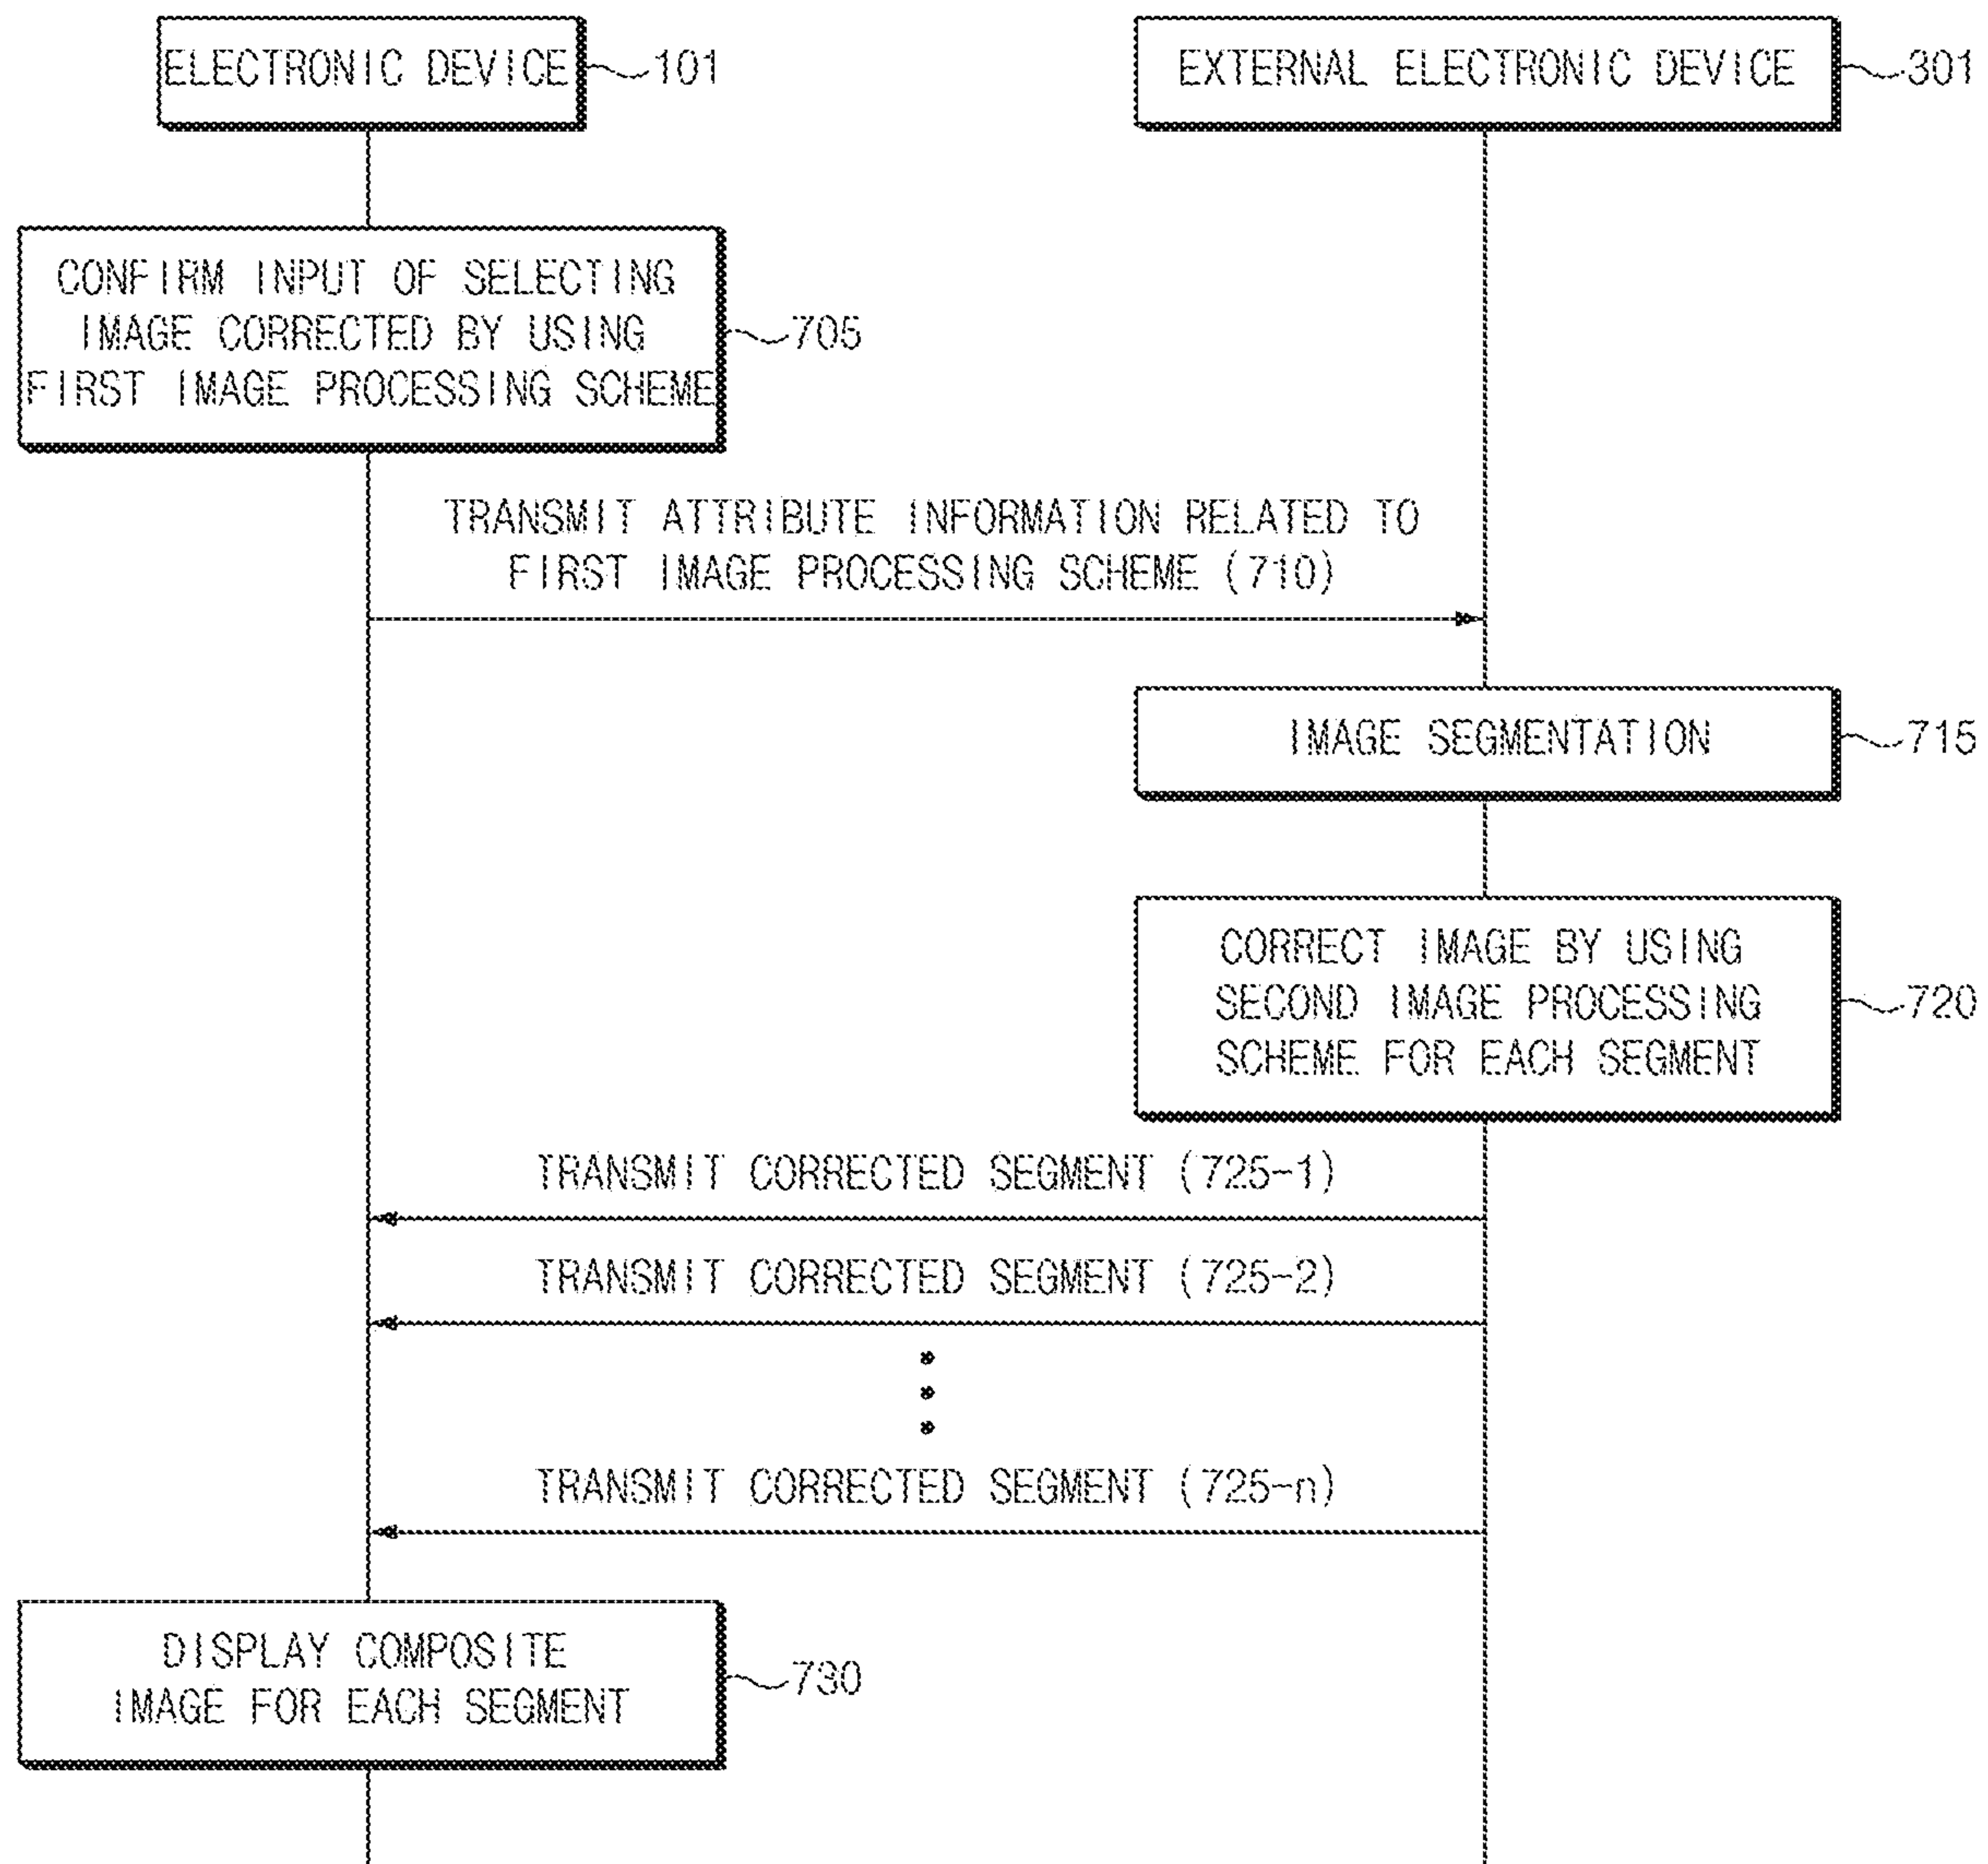 ELECTRONIC DEVICE 101
EXTERNAL ELECTRONIC DEVICE 301
CONFIRM INPUT OF SELECTING
IMAGE CORRECTED BY USING
FIRST IMAGE PROCESSING SCHEME
705
TRANSMIT ATTRIBUTE INFORMATION RELATED TO
FIRST IMAGE PROCESSING SCHEME (710)
IMAGE SEGMENTATION 715
CORRECT IMAGE BY USING
SECOND IMAGE PROCESSING
SCHEME FOR EACH SEGMENT
720
TRANSMIT CORRECTED SEGMENT (725-1)
TRANSMIT CORRECTED SEGMENT (725-2)
TRANSMIT CORRECTED SEGMENT (725-n)
DISPLAY COMPOSITE
IMAGE FOR EACH SEGMENT
730